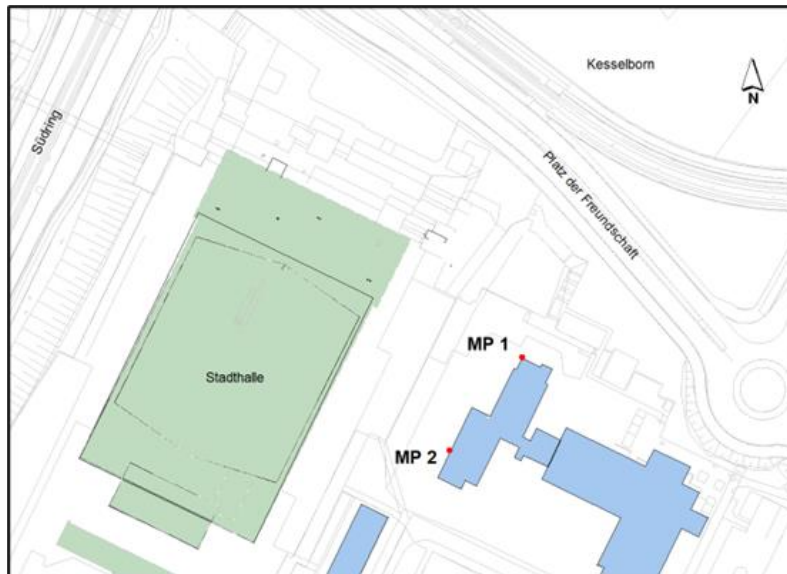 Kesselborn
N
Südring
Platz der Freundschaft
MP 1
Stadthalle
MP 2